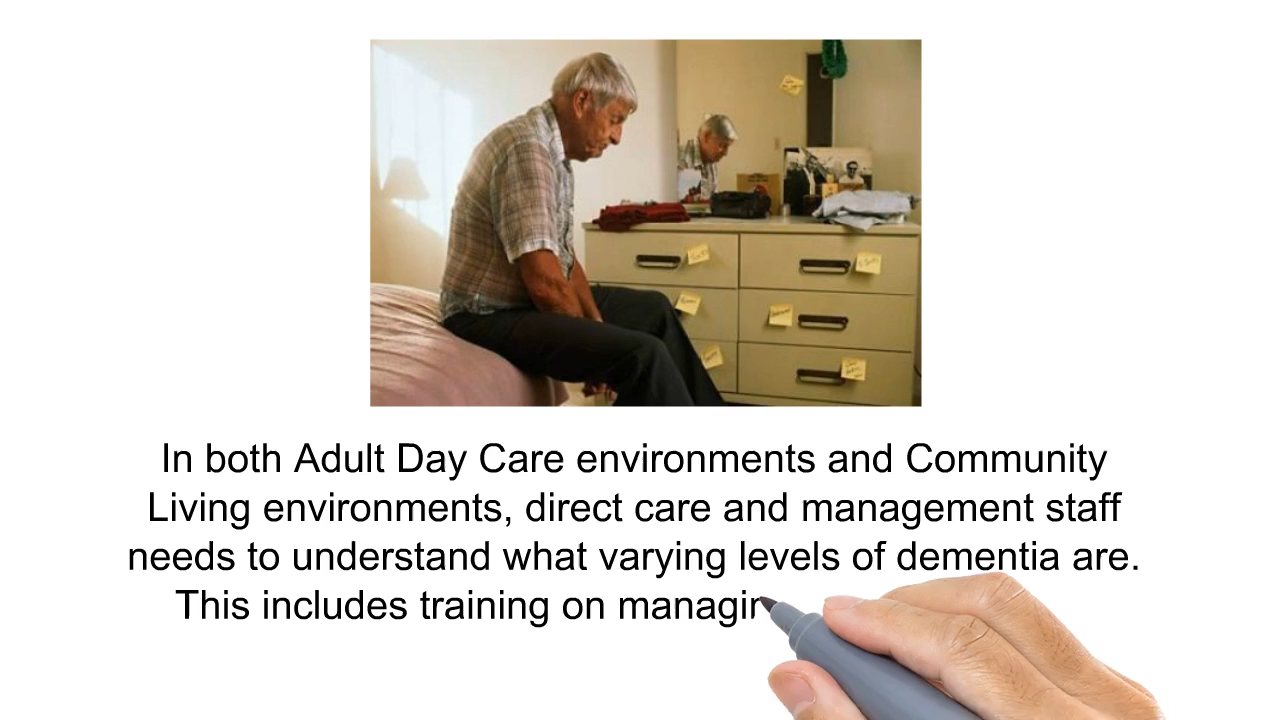 In both Adult Day Care environments and Community
Living environments, direct care and management staff
needs to understand what varying levels of dementia are.
This includes training on managin